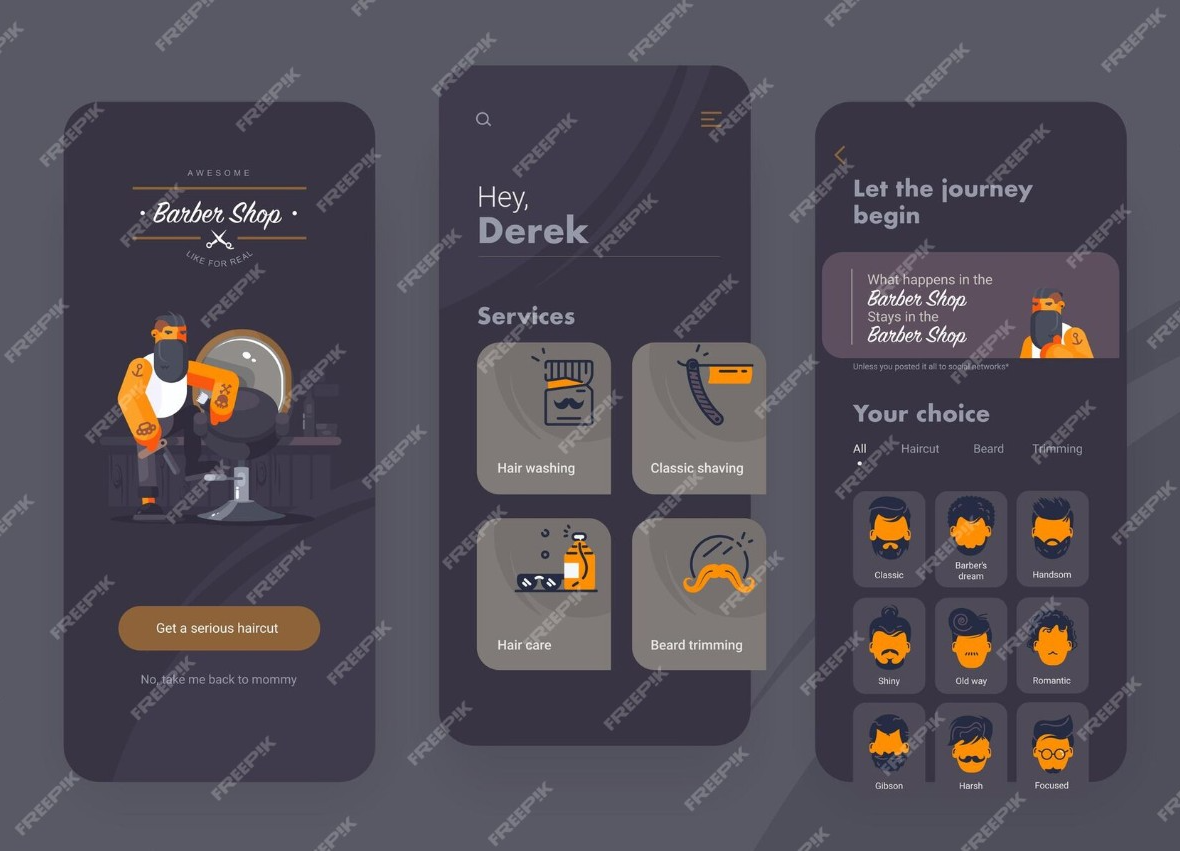 AWESOME
• Barber Shop •
LIKE FOR REAL
Get a serious haircut
No, take me back to mommy
Hey,
Derek
Services
Hair washing
Classic shaving
Hair care
Beard trimming
Let the journey
begin
What happens in the
Barber Shop
Stays in the
Barber Shop
Unless you posted it all to social networks*
Your choice
All Haircut Beard Trimming
Classic
Barber's
dream
Handsom
Shiny
Old way
Romantic
Gibson
Harsh
Focused
FREEPIK